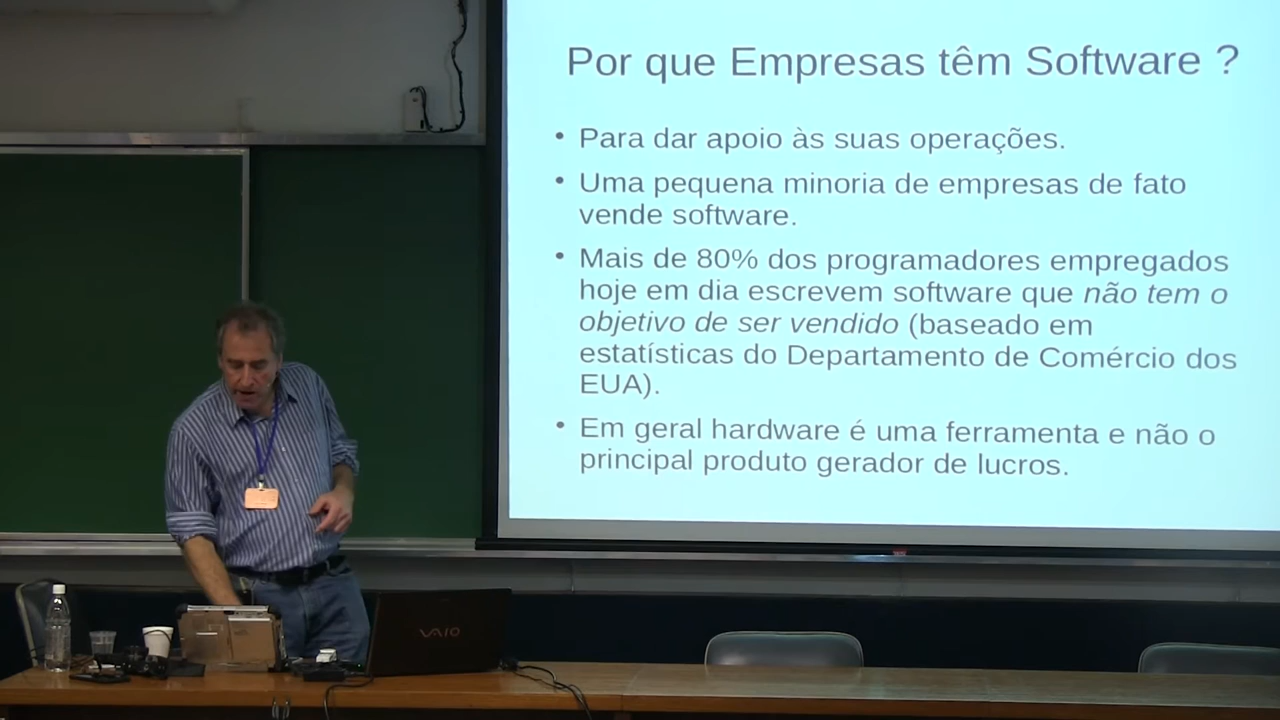 Por que Empresas têm Software ?
• Para dar apoio às suas operações.
• Uma pequena minoria de empresas de fato
vende software.
• Mais de 80% dos programadores empregados
hoje em dia escrevem software que não tem o
objetivo de ser vendido (baseado em
estatísticas do Departamento de Comércio dos
EUA).
• Em geral hardware é uma ferramenta e não o
principal produto gerador de lucros.
VAIO